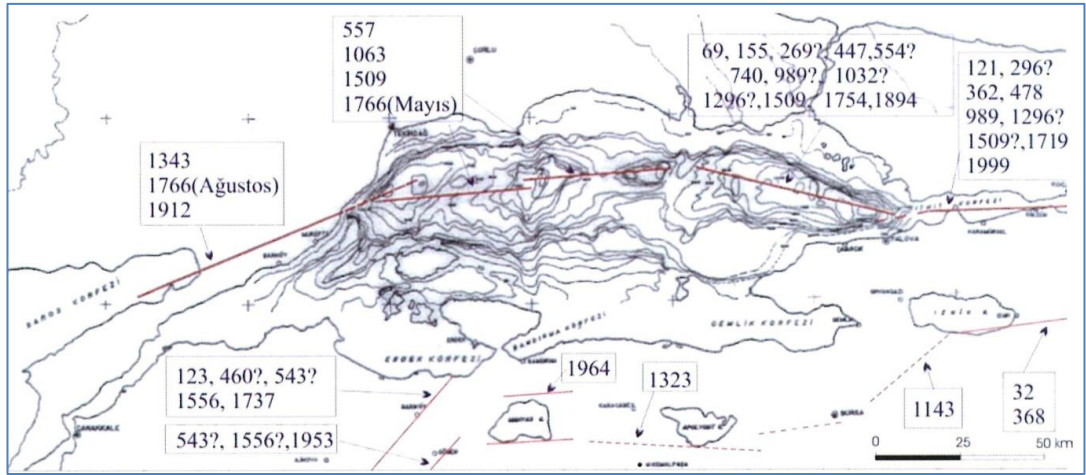 557
1063
1509
1766(Mayıs)
ÇORLU
69, 155, 269?, 447,554?
740, 989?, 1032?
1296?,1509, 1754,1894
121, 296?
362, 478
989, 1296?
1509?,1719
1999
TEKİRDAĞ
1343
1766(Ağustos)
1912
İZMİT KÖRFEZİ
YALOVA
SAROS KÖRFEZİ
ERDEK
BANDIRMA KÖRFEZİ
GEMLİK KÖRFEZİ
İZNİK G.
ERDEK KÖRFEZİ
BANDIRMA
123, 460?, 543?
1556, 1737
1964
1323
1143
32
368
BURSA
ÇANAKKALE
543?, 1556?,1953
GÖNEN
0 25 50 km